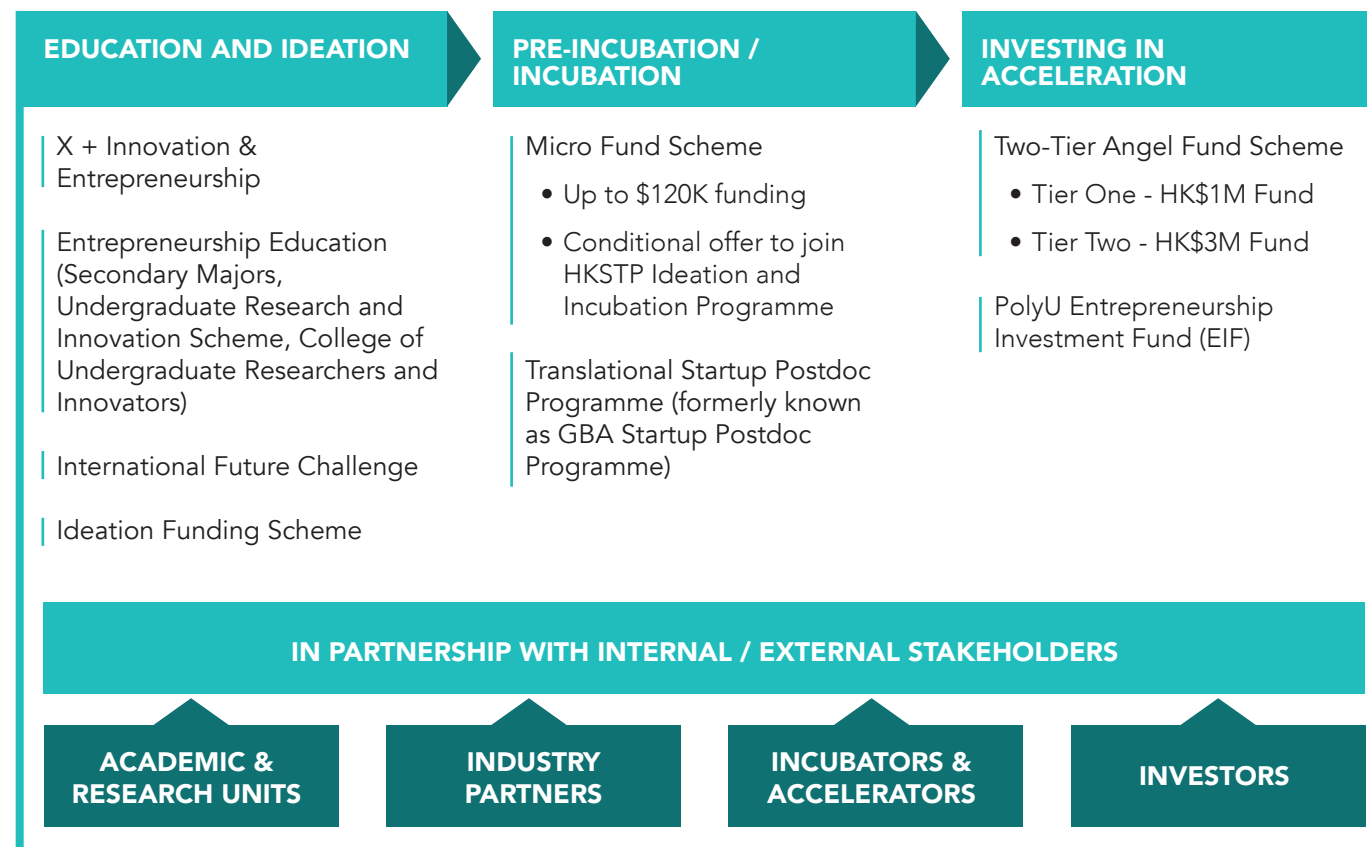 EDUCATION AND IDEATION
X + Innovation &
Entrepreneurship
Entrepreneurship Education
(Secondary Majors,
Undergraduate Research and
Innovation Scheme, College of
Undergraduate Researchers and
Innovators)
International Future Challenge
Ideation Funding Scheme
PRE-INCUBATION /
INCUBATION
Micro Fund Scheme
• Up to $120K funding
• Conditional offer to join
HKSTP Ideation and
Incubation Programme
Translational Startup Postdoc
Programme (formerly known
as GBA Startup Postdoc
Programme)
INVESTING IN
ACCELERATION
Two-Tier Angel Fund Scheme
• Tier One - HK$1M Fund
• Tier Two - HK$3M Fund
PolyU Entrepreneurship
Investment Fund (EIF)
IN PARTNERSHIP WITH INTERNAL / EXTERNAL STAKEHOLDERS
ACADEMIC &
RESEARCH UNITS
INDUSTRY
PARTNERS
INCUBATORS &
ACCELERATORS
INVESTORS